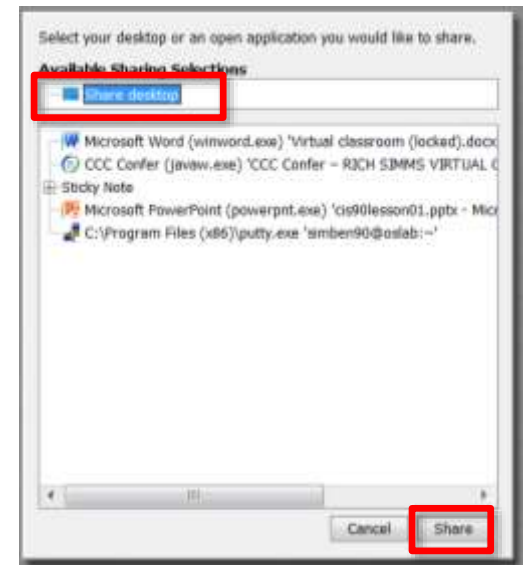 Select your desktop or an open application you would like to share.
Available Sharing Selections
Share desktop
Microsoft Word (winword.exe) 'Virtual classroom (locked).docx
CCC Confer (javaw.exe) 'CCC Confer - RICH SIMMS VIRTUAL C
Sticky Note
Microsoft PowerPoint (powerpnt.exe) 'cis90lesson01.pptx - Micr
C:\Program Files (x86)\putty.exe 'simben90@oslab:~'
Cancel
Share